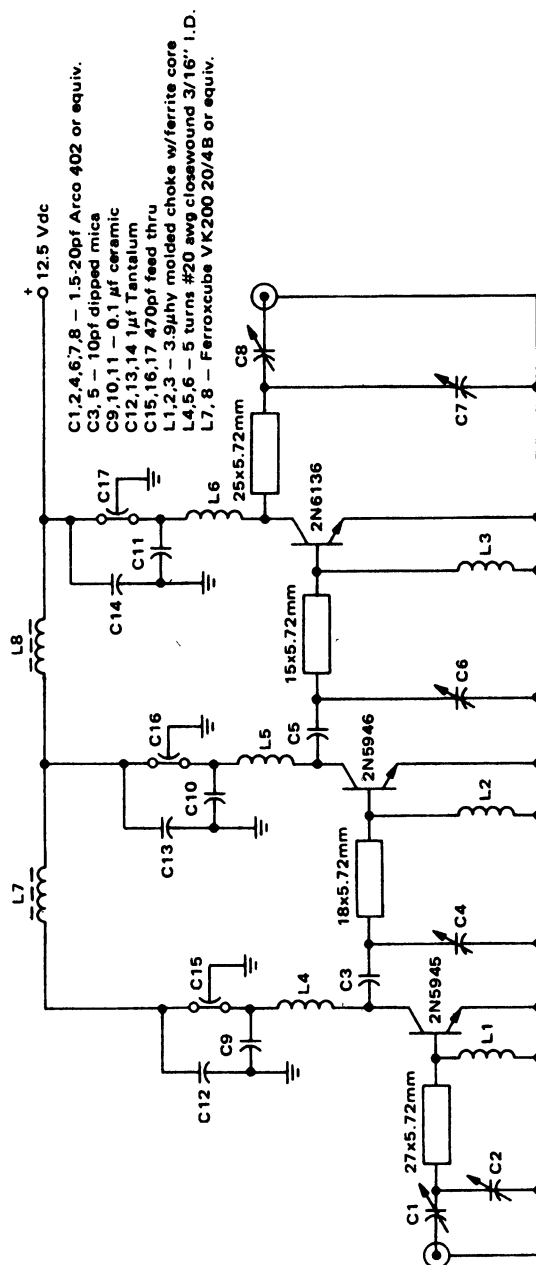 + 12.5 Vdc
C1,2,4,6,7,8 – 1.5-20pf Arco 402 or equiv.
C3, 5 – 10pf dipped mica
C9,10,11 – 0.1 µf ceramic
C12,13,14 1µf Tantalum
C15,16,17 470pf feed thru
L1,2,3 – 3.9µhy molded choke w/ferrite core
L4,5,6 – 5 turns #20 awg closewound 3/16'' I.D.
L7, 8 – Ferroxcube VK200 20/4B or equiv.
L7
L8
C12
C15
C9
L4
C13
C16
C10
L5
C14
C17
C11
L6
C1
C2
27x5.72mm
L1
2N5945
C3
C4
18x5.72mm
L2
2N5946
C5
C6
15x5.72mm
L3
2N6136
25x5.72mm
C7
C8